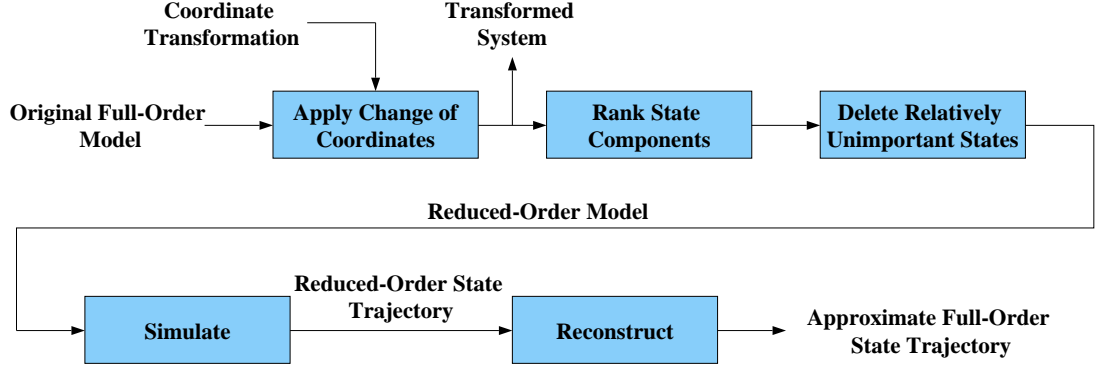 Coordinate
Transformation
Transformed
System
Original Full-Order
Model
Apply Change of
Coordinates
Rank State
Components
Delete Relatively
Unimportant States
Reduced-Order Model
Simulate
Reduced-Order State
Trajectory
Reconstruct
Approximate Full-Order
State Trajectory